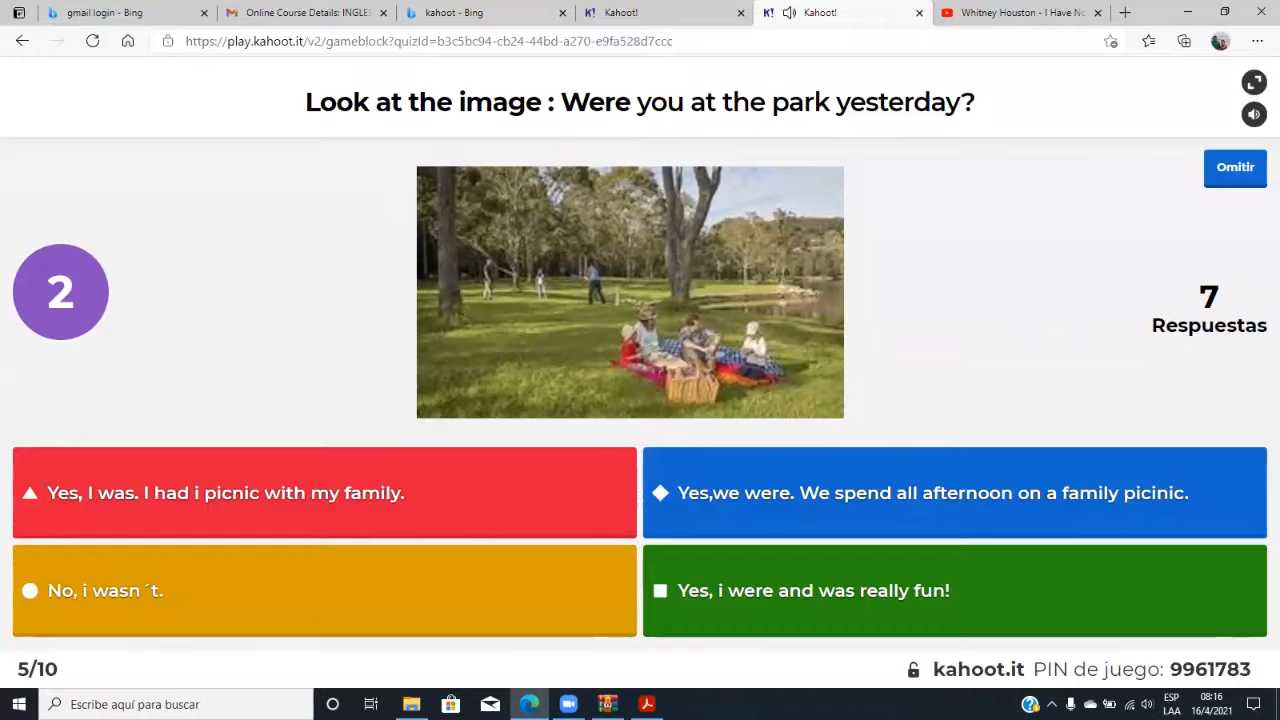 gmail login - Bing
Online Course Details: INGLES
kahoot - Bing
Kahoot!
Kahoot!
Whitney Houston - I Have No
https://play.kahoot.it/v2/gameblock?quizId=b3c5bc94-cb24-44bd-a270-e9fa528d7ccc
Look at the image : Were you at the park yesterday?
Omitir
2
7
Respuestas
Yes, I was. I had i picnic with my family.
Yes,we were. We spend all afternoon on a family picinic.
No, i wasn ´t.
Yes, i were and was really fun!
5/10
kahoot.it PIN de juego: 9961783
Escribe aquí para buscar
ESP
LAA
08:16
16/4/2021